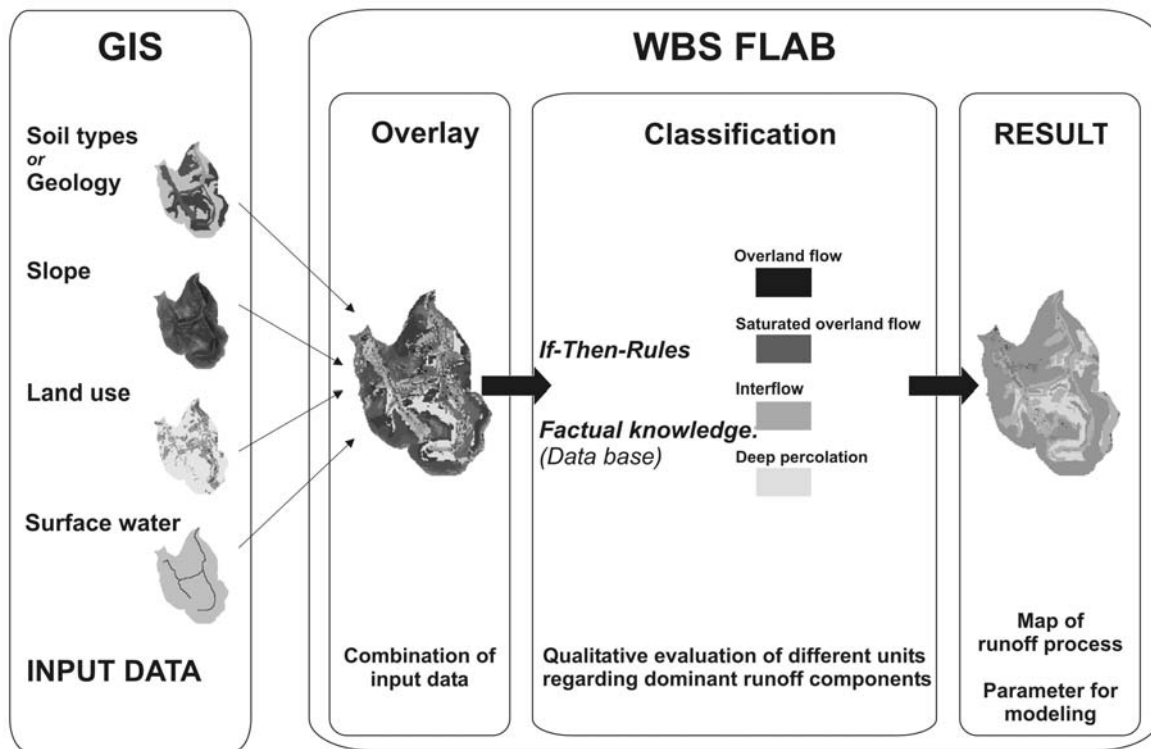 GIS
Soil types
or
Geology
Slope
Land use
Surface water
INPUT DATA
WBS FLAB
Overlay
Combination of
input data
Classification
If-Then-Rules
Factual knowledge.
(Data base)
Overland flow
Saturated overland flow
Interflow
Deep percolation
Qualitative evaluation of different units
regarding dominant runoff components
RESULT
Map of
runoff process
Parameter for
modeling